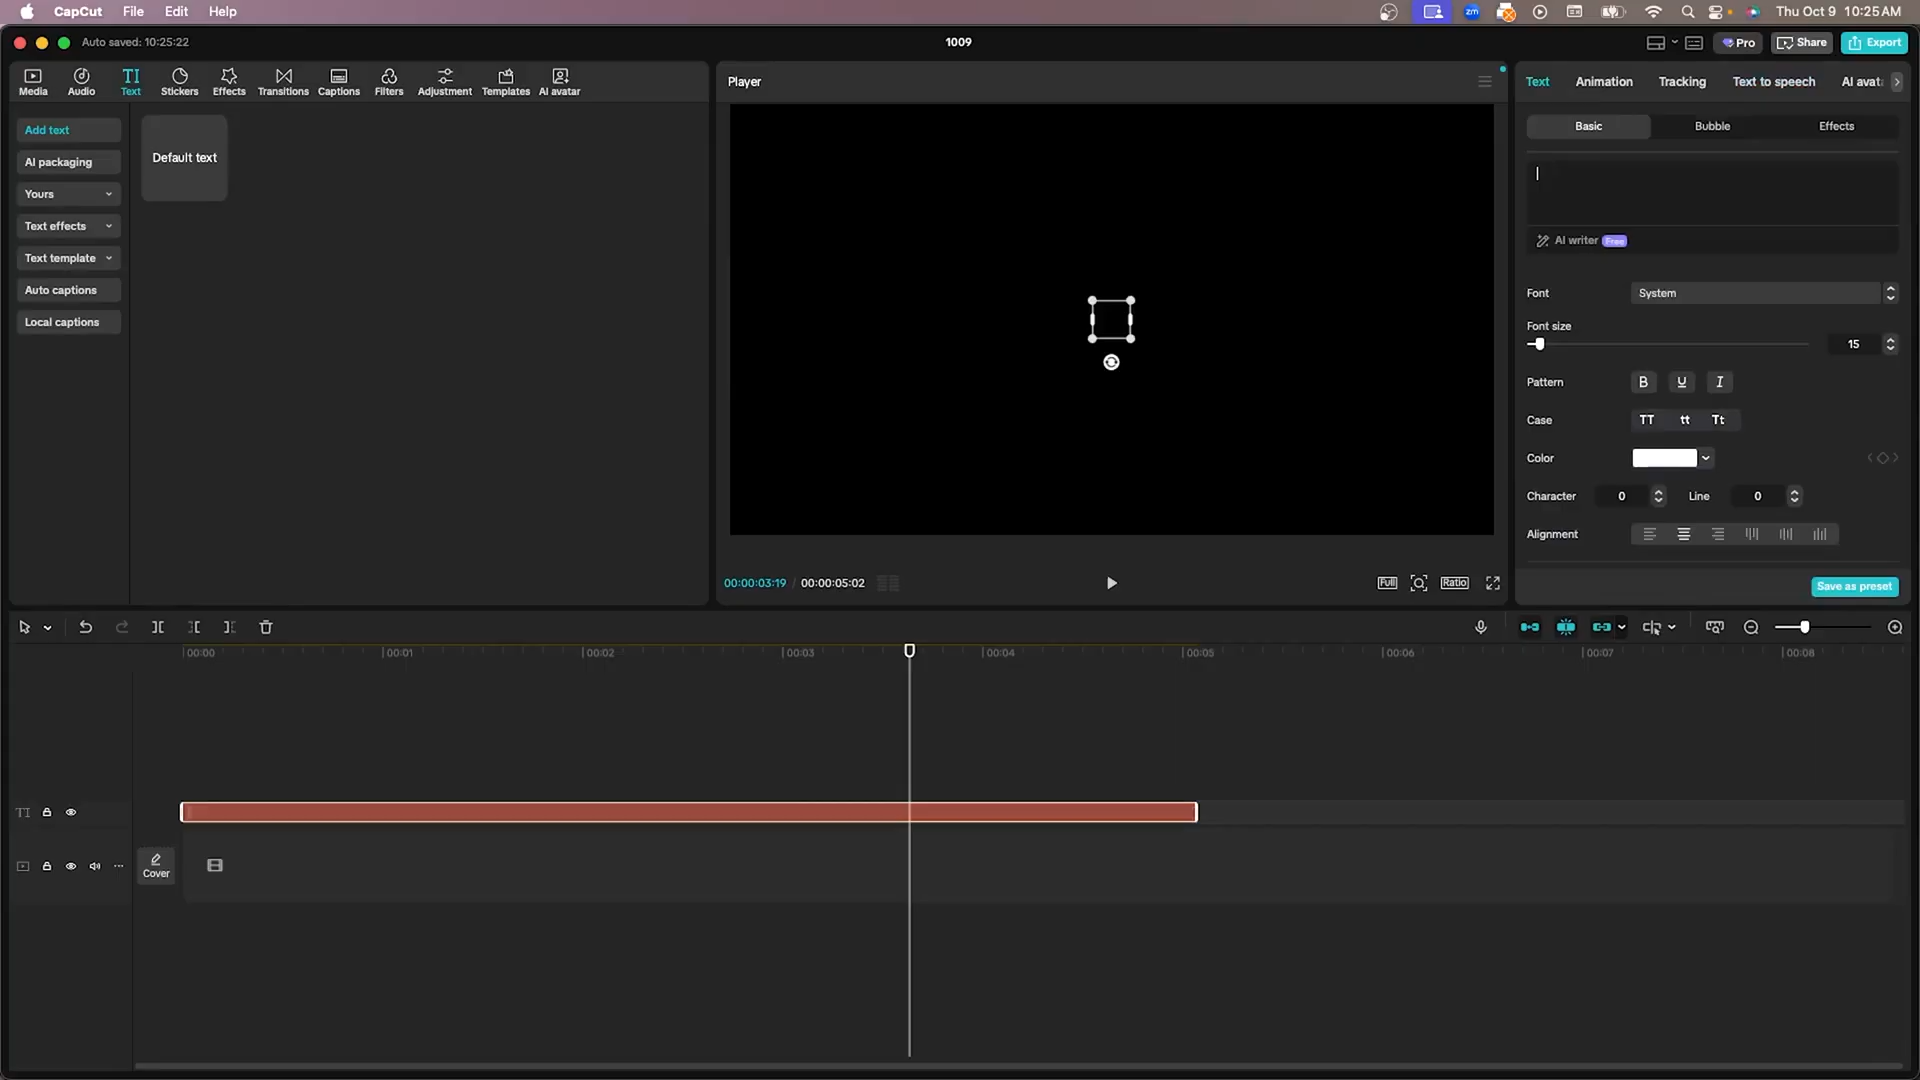 CapCut File Edit Help
zm Thu Oct 9 10:25 AM
Auto saved: 10:25:22
1009
Pro Share Export
Media Audio Text Stickers Effects Transitions Captions Filters Adjustment Templates AI avatar
TI
Add text
AI packaging
Yours
Text effects
Text template
Auto captions
Local captions
Default text
Player
00:00:03:19 / 00:00:05:02
Full Ratio
Text Animation Tracking Text to speech AI avata
Basic Bubble Effects
AI writer Free
Font System
Font size
15
Pattern B U I
Case TT tt Tt
Color
Character 0 Line 0
Alignment
Save as preset
00:00 00:01 00:02 00:03 00:04 00:05 00:06 00:07 00:08
TI
Cover